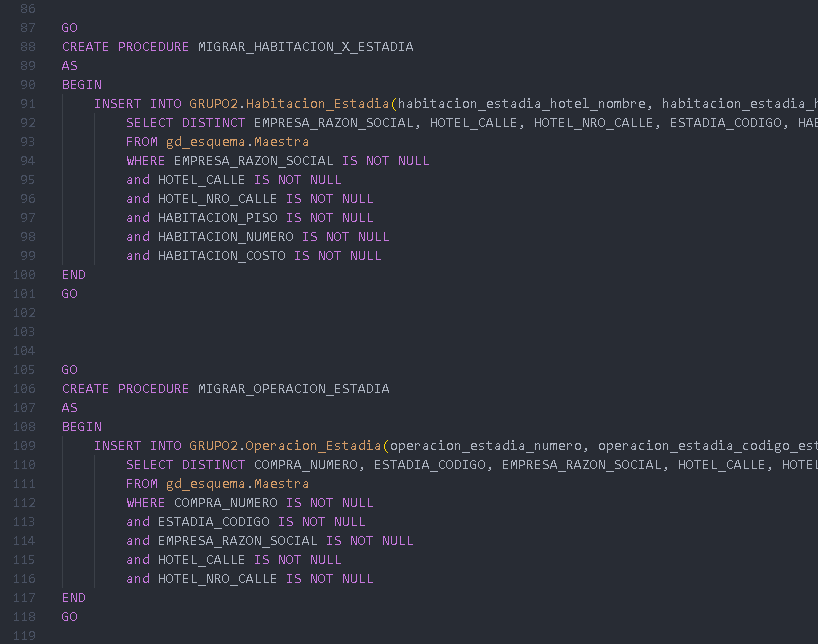 86
87 GO
88 CREATE PROCEDURE MIGRAR_HABITACION_X_ESTADIA
89 AS
90 BEGIN
91 INSERT INTO GRUPO2.Habitacion_Estadia(habitacion_estadia_hotel_nombre, habitacion_estadia_h
92 SELECT DISTINCT EMPRESA_RAZON_SOCIAL, HOTEL_CALLE, HOTEL_NRO_CALLE, ESTADIA_CODIGO, HAB
93 FROM gd_esquema.Maestra
94 WHERE EMPRESA_RAZON_SOCIAL IS NOT NULL
95 and HOTEL_CALLE IS NOT NULL
96 and HOTEL_NRO_CALLE IS NOT NULL
97 and HABITACION_PISO IS NOT NULL
98 and HABITACION_NUMERO IS NOT NULL
99 and HABITACION_COSTO IS NOT NULL
100 END
101 GO
102
103
104
105 GO
106 CREATE PROCEDURE MIGRAR_OPERACION_ESTADIA
107 AS
108 BEGIN
109 INSERT INTO GRUPO2.Operacion_Estadia(operacion_estadia_numero, operacion_estadia_codigo_est
110 SELECT DISTINCT COMPRA_NUMERO, ESTADIA_CODIGO, EMPRESA_RAZON_SOCIAL, HOTEL_CALLE, HOTEL
111 FROM gd_esquema.Maestra
112 WHERE COMPRA_NUMERO IS NOT NULL
113 and ESTADIA_CODIGO IS NOT NULL
114 and EMPRESA_RAZON_SOCIAL IS NOT NULL
115 and HOTEL_CALLE IS NOT NULL
116 and HOTEL_NRO_CALLE IS NOT NULL
117 END
118 GO
119